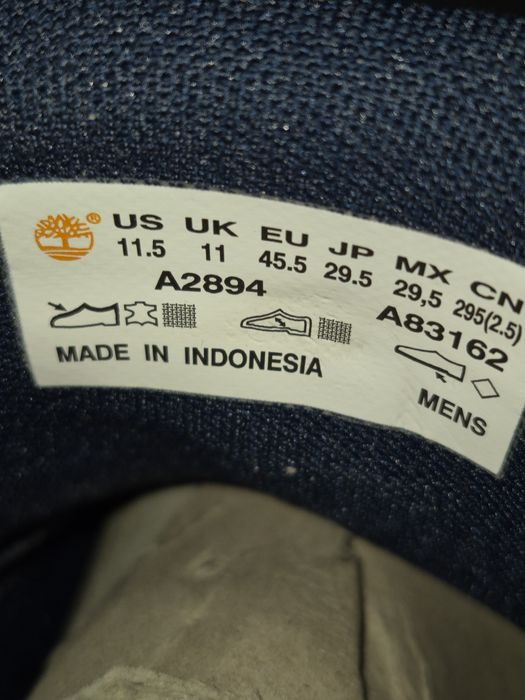 ® US UK EU JP MX CN
11.5 11 45.5 29.5 29,5 295(2.5)
A2894 A83162
MADE IN INDONESIA
MENS